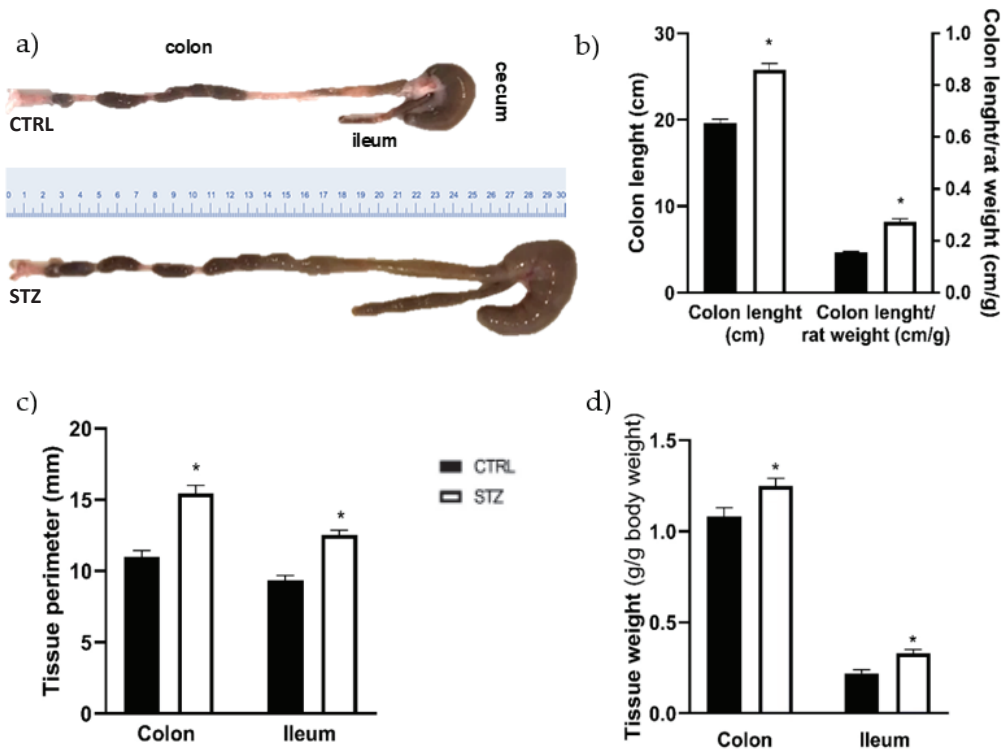 a)
colon
cecum
CTRL
ileum
0 1 2 3 4 5 6 7 8 9 10 11 12 13 14 15 16 17 18 19 20 21 22 23 24 25 26 27 28 29 30
STZ
b)
Colon lenght (cm)
30
20
10
0
*
*
1.0
0.8
0.6
0.4
0.2
0.0
Colon lenght/rat weight (cm/g)
Colon lenght
(cm)
Colon lenght/
rat weight (cm/g)
c)
Tissue perimeter (mm)
20
15
10
5
0
*
*
Colon
Ileum
CTRL
STZ
d)
Tissue weight (g/g body weight)
1.5
1.0
0.5
0.0
*
*
Colon
Ileum